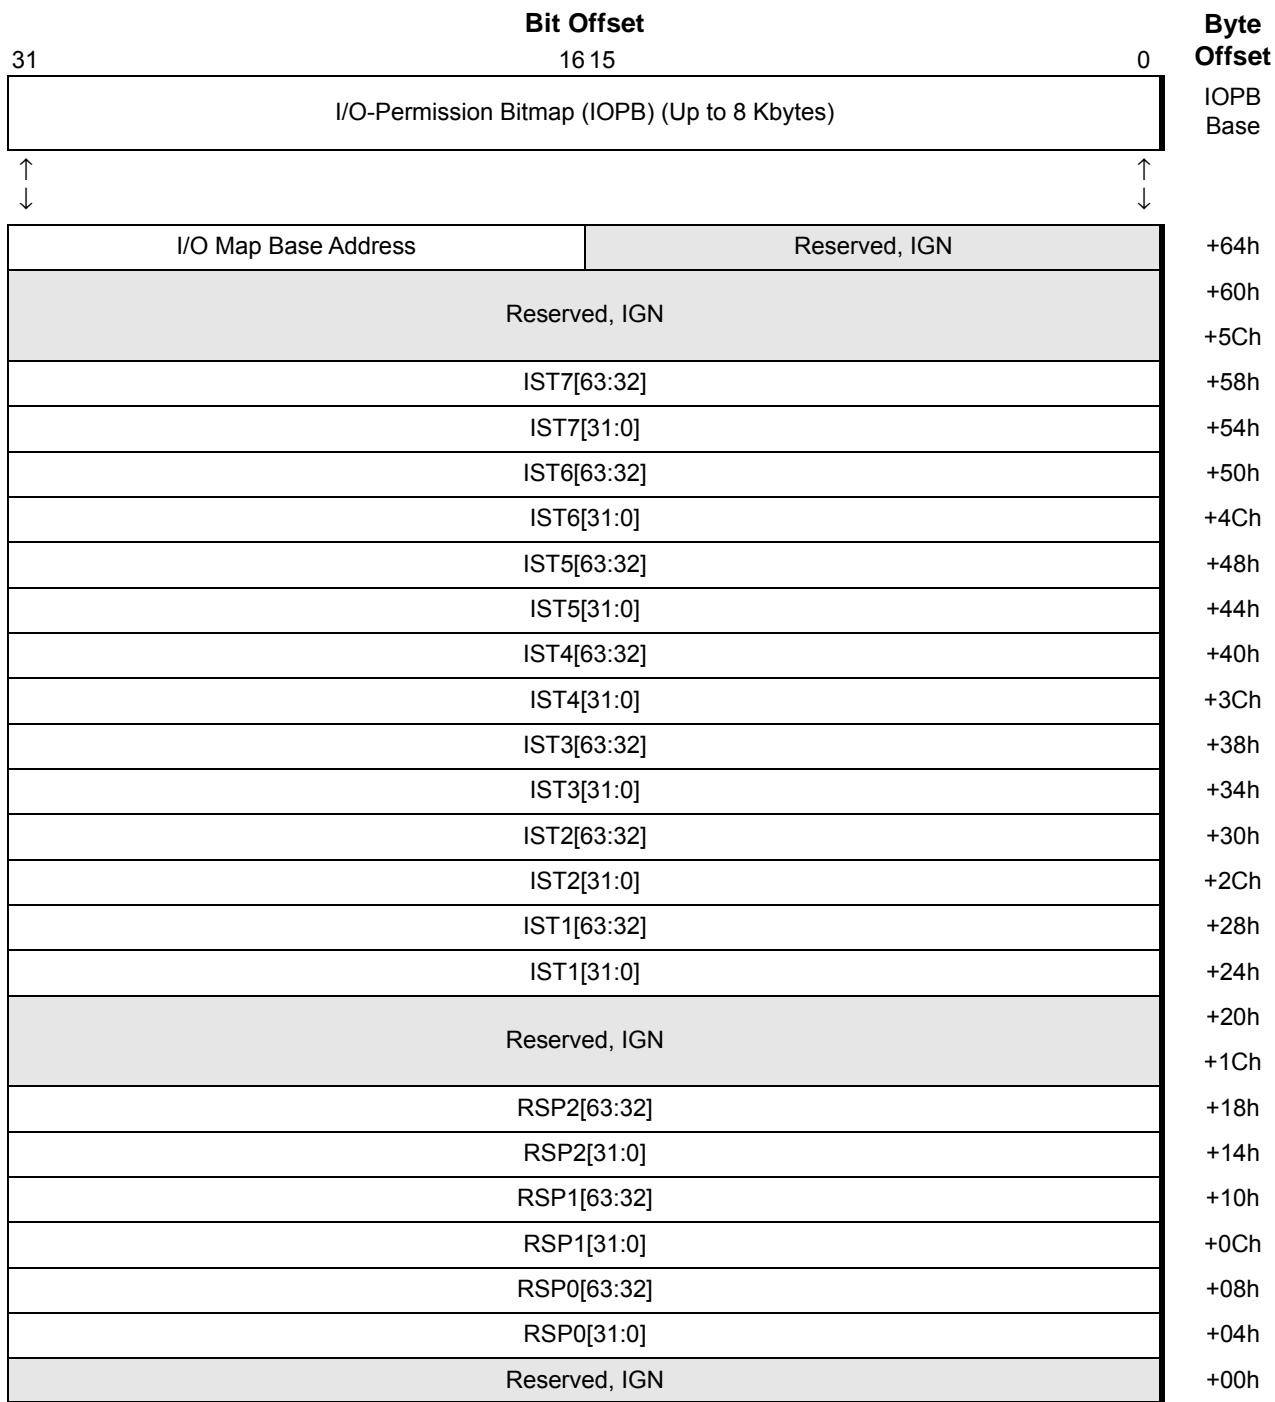 Bit Offset Byte
31 16 15 0 Offset
I/O-Permission Bitmap (IOPB) (Up to 8 Kbytes) IOPB
Base
↑ ↑
↓ ↓
I/O Map Base Address Reserved, IGN +64h
+60h
Reserved, IGN
+5Ch
IST7[63:32] +58h
IST7[31:0] +54h
IST6[63:32] +50h
IST6[31:0] +4Ch
IST5[63:32] +48h
IST5[31:0] +44h
IST4[63:32] +40h
IST4[31:0] +3Ch
IST3[63:32] +38h
IST3[31:0] +34h
IST2[63:32] +30h
IST2[31:0] +2Ch
IST1[63:32] +28h
IST1[31:0] +24h
+20h
Reserved, IGN
+1Ch
RSP2[63:32] +18h
RSP2[31:0] +14h
RSP1[63:32] +10h
RSP1[31:0] +0Ch
RSP0[63:32] +08h
RSP0[31:0] +04h
Reserved, IGN +00h